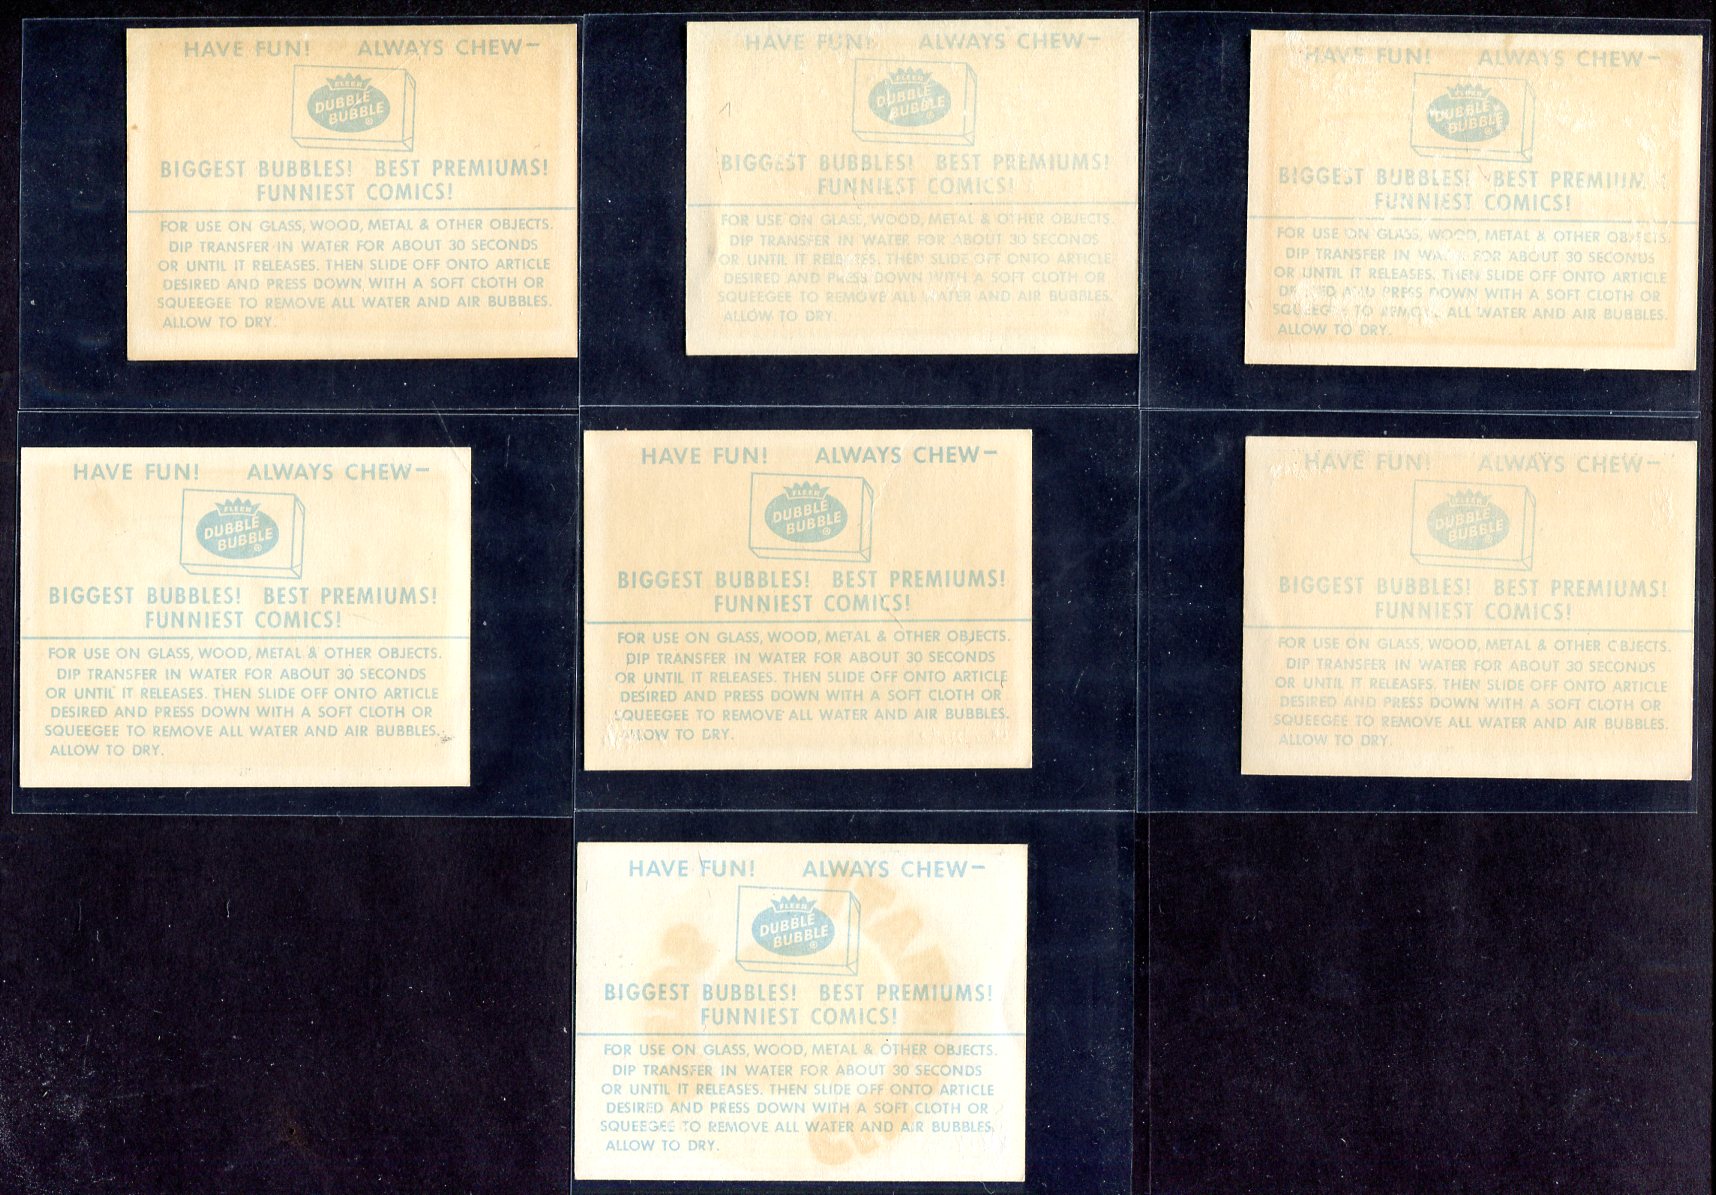 HAVE FUN! ALWAYS CHEW-
FLEER
DUBBLE
BUBBLE
®
BIGGEST BUBBLES! BEST PREMIUMS!
FUNNIEST COMICS!
FOR USE ON GLASS, WOOD, METAL & OTHER OBJECTS.
DIP TRANSFER IN WATER FOR ABOUT 30 SECONDS
OR UNTIL IT RELEASES. THEN SLIDE OFF ONTO ARTICLE
DESIRED AND PRESS DOWN WITH A SOFT CLOTH OR
SQUEEGEE TO REMOVE ALL WATER AND AIR BUBBLES.
ALLOW TO DRY.
HAVE FUN! ALWAYS CHEW-
FLEER
DUBBLE
BUBBLE
®
BIGGEST BUBBLES! BEST PREMIUMS!
FUNNIEST COMICS!
FOR USE ON GLASS, WOOD, METAL & OTHER OBJECTS.
DIP TRANSFER IN WATER FOR ABOUT 30 SECONDS
OR UNTIL IT RELEASES. THEN SLIDE OFF ONTO ARTICLE
DESIRED AND PRESS DOWN WITH A SOFT CLOTH OR
SQUEEGEE TO REMOVE ALL WATER AND AIR BUBBLES.
ALLOW TO DRY.
HAVE FUN! ALWAYS CHEW-
FLEER
DUBBLE
BUBBLE
®
BIGGEST BUBBLES! BEST
FUNNIEST COMICS!
FOR USE ON GLASS, WOOD, METAL & OTHER OBJECTS.
DIP TRANSFER IN FOR ABOUT 30 SECONDS
OR UNTIL IT RELEASES. THEN SLIDE OFF ONTO ARTICLE
AND PRESS DOWN WITH A SOFT CLOTH OR
TO ALL WATER AND AIR BUBBLES.
ALLOW TO DRY.
HAVE FUN! ALWAYS CHEW-
FLEER
DUBBLE
BUBBLE
®
BIGGEST BUBBLES! BEST PREMIUMS!
FUNNIEST COMICS!
FOR USE ON GLASS, WOOD, METAL & OTHER OBJECTS.
DIP TRANSFER IN WATER FOR ABOUT 30 SECONDS
OR UNTIL IT RELEASES. THEN SLIDE OFF ONTO ARTICLE
DESIRED AND PRESS DOWN WITH A SOFT CLOTH OR
SQUEEGEE TO REMOVE ALL WATER AND AIR BUBBLES.
ALLOW TO DRY.
HAVE FUN! ALWAYS CHEW-
FLEER
DUBBLE
BUBBLE
®
BIGGEST BUBBLES! BEST PREMIUMS!
FUNNIEST COMICS!
FOR USE ON GLASS, WOOD, METAL & OTHER OBJECTS.
DIP TRANSFER IN WATER FOR ABOUT 30 SECONDS
OR UNTIL IT RELEASES. THEN SLIDE OFF ONTO ARTICLE
DESIRED AND PRESS DOWN WITH A SOFT CLOTH OR
SQUEEGEE TO REMOVE ALL WATER AND AIR BUBBLES.
ALLOW TO DRY.
HAVE FUN! ALWAYS CHEW-
FLEER
DUBBLE
BUBBLE
®
BIGGEST BUBBLES! BEST PREMIUMS!
FUNNIEST COMICS!
FOR USE ON GLASS, WOOD, METAL & OTHER OBJECTS.
DIP TRANSFER IN WATER FOR ABOUT 30 SECONDS
OR UNTIL IT RELEASES. THEN SLIDE OFF ONTO ARTICLE
DESIRED AND PRESS DOWN WITH A SOFT CLOTH OR
SQUEEGEE TO REMOVE ALL WATER AND AIR BUBBLES.
ALLOW TO DRY.
HAVE FUN! ALWAYS CHEW-
FLEER
DUBBLE
BUBBLE
®
BIGGEST BUBBLES! BEST PREMIUMS!
FUNNIEST COMICS!
FOR USE ON GLASS, WOOD, METAL & OTHER OBJECTS.
DIP TRANSFER IN WATER FOR ABOUT 30 SECONDS
OR UNTIL IT RELEASES. THEN SLIDE OFF ONTO ARTICLE
DESIRED AND PRESS DOWN WITH A SOFT CLOTH OR
SQUEEGEE TO REMOVE ALL WATER AND AIR BUBBLES.
ALLOW TO DRY.